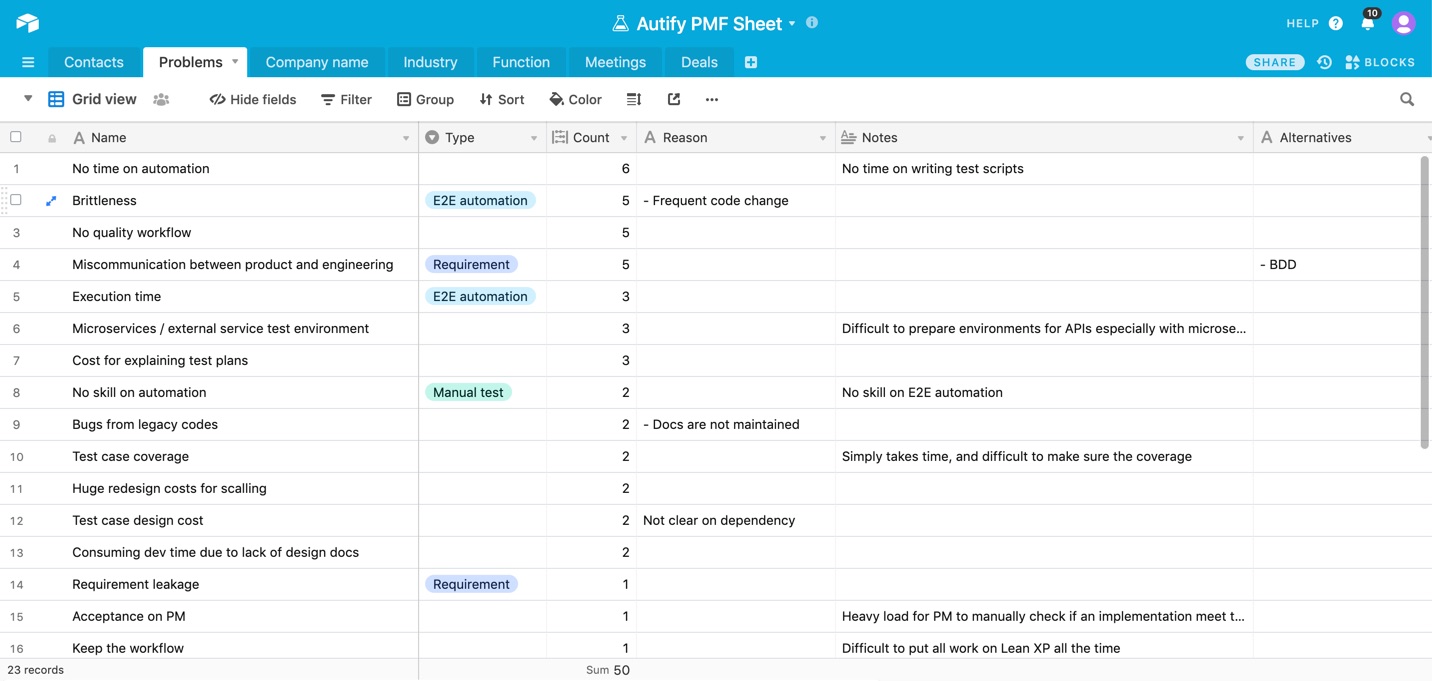 Autify PMF Sheet
HELP ? 10
Contacts Problems Company name Industry Function Meetings Deals
SHARE BLOCKS
Grid view Hide fields Filter Group Sort Color
Name Type Count Reason Notes Alternatives
1 No time on automation 6 No time on writing test scripts
Brittleness E2E automation 5 - Frequent code change
3 No quality workflow 5
4 Miscommunication between product and engineering Requirement 5 - BDD
5 Execution time E2E automation 3
6 Microservices / external service test environment 3 Difficult to prepare environments for APIs especially with microse...
7 Cost for explaining test plans 3
8 No skill on automation Manual test 2 No skill on E2E automation
9 Bugs from legacy codes 2 - Docs are not maintained
10 Test case coverage 2 Simply takes time, and difficult to make sure the coverage
11 Huge redesign costs for scalling 2
12 Test case design cost 2 Not clear on dependency
13 Consuming dev time due to lack of design docs 2
14 Requirement leakage Requirement 1
15 Acceptance on PM 1 Heavy load for PM to manually check if an implementation meet t...
16 Keep the workflow 1 Difficult to put all work on Lean XP all the time
23 records Sum 50